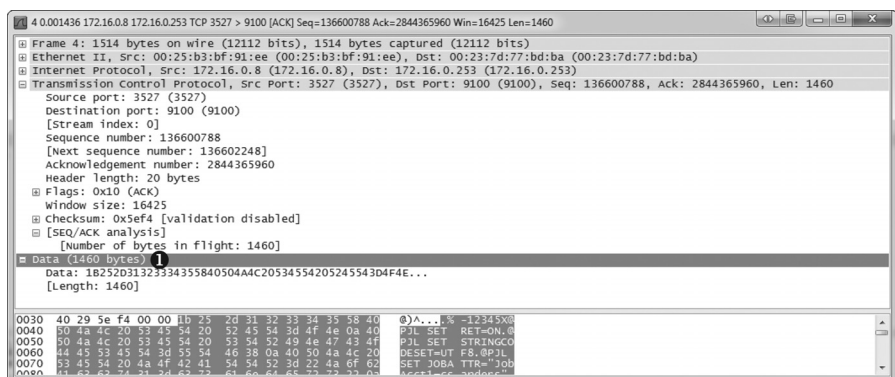 4 0.001436 172.16.0.8 172.16.0.253 TCP 3527 > 9100 [ACK] Seq=136600788 Ack=2844365960 Win=16425 Len=1460
Frame 4: 1514 bytes on wire (12112 bits), 1514 bytes captured (12112 bits)
Ethernet II, Src: 00:25:b3:bf:91:ee (00:25:b3:bf:91:ee), Dst: 00:23:7d:77:bd:ba (00:23:7d:77:bd:ba)
Internet Protocol, Src: 172.16.0.8 (172.16.0.8), Dst: 172.16.0.253 (172.16.0.253)
Transmission Control Protocol, Src Port: 3527 (3527), Dst Port: 9100 (9100), Seq: 136600788, Ack: 2844365960, Len: 1460
Source port: 3527 (3527)
Destination port: 9100 (9100)
[Stream index: 0]
Sequence number: 136600788
[Next sequence number: 136602248]
Acknowledgement number: 2844365960
Header length: 20 bytes
Flags: 0x10 (ACK)
Window size: 16425
Checksum: 0x5ef4 [validation disabled]
[SEQ/ACK analysis]
[Number of bytes in flight: 1460]
Data (1460 bytes) 1
Data: 1B252D31323334355840504A4C20534554205245543D4F4E...
[Length: 1460]
0030 40 29 5e f4 00 00 1b 25 2d 31 32 33 34 35 58 40 @)^....% -12345X@
0040 50 4a 4c 20 53 45 54 20 52 45 54 3d 4f 4e 0a 40 PJL SET RET=ON.@
0050 50 4a 4c 20 53 45 54 20 53 54 52 49 4e 47 43 4f PJL SET STRINGCO
0060 44 45 53 45 54 3d 55 54 46 38 0a 40 50 4a 4c 20 DESET=UT F8.@PJL
0070 53 45 54 20 4a 4f 42 41 54 54 52 3d 22 4a 6f 62 SET JOBA TTR="Job